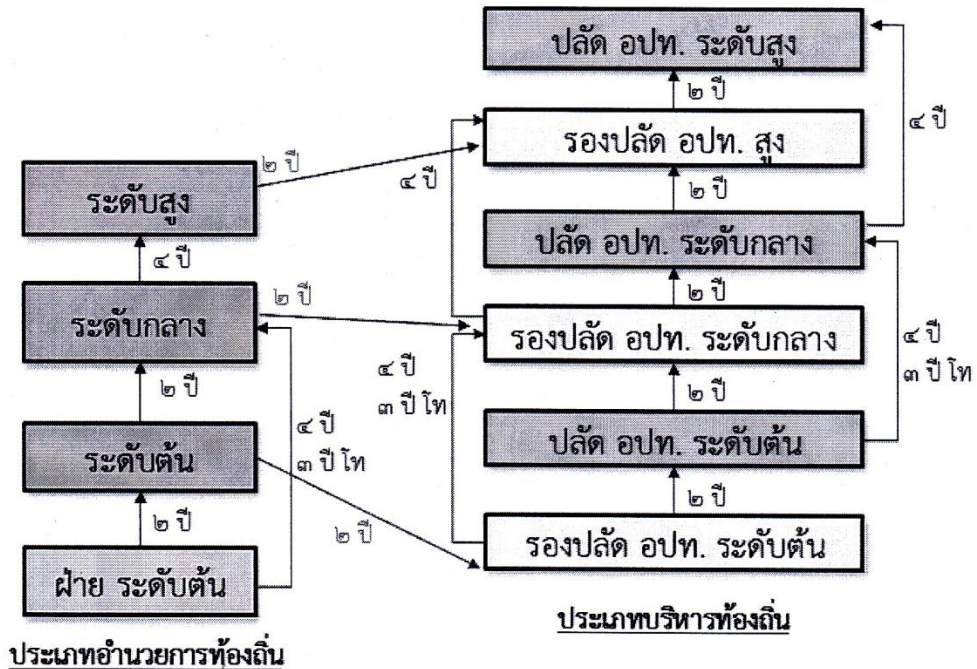 ปลัด อปท. ระดับสูง
๒ ปี
๔ ปี
รองปลัด อปท. สูง
๒ ปี
๔ ปี
ระดับสูง
๒ ปี
ปลัด อปท. ระดับกลาง
๔ ปี
๒ ปี
๒ ปี
ระดับกลาง
รองปลัด อปท. ระดับกลาง
๔ ปี
๓ ปี โท
๔ ปี
๓ ปี โท
๒ ปี
๒ ปี
ปลัด อปท. ระดับต้น
ระดับต้น
๔ ปี
๓ ปี โท
๒ ปี
๒ ปี
๒ ปี
รองปลัด อปท. ระดับต้น
ฝ่าย ระดับต้น
ประเภทบริหารท้องถิ่น
ประเภทอำนวยการท้องถิ่น